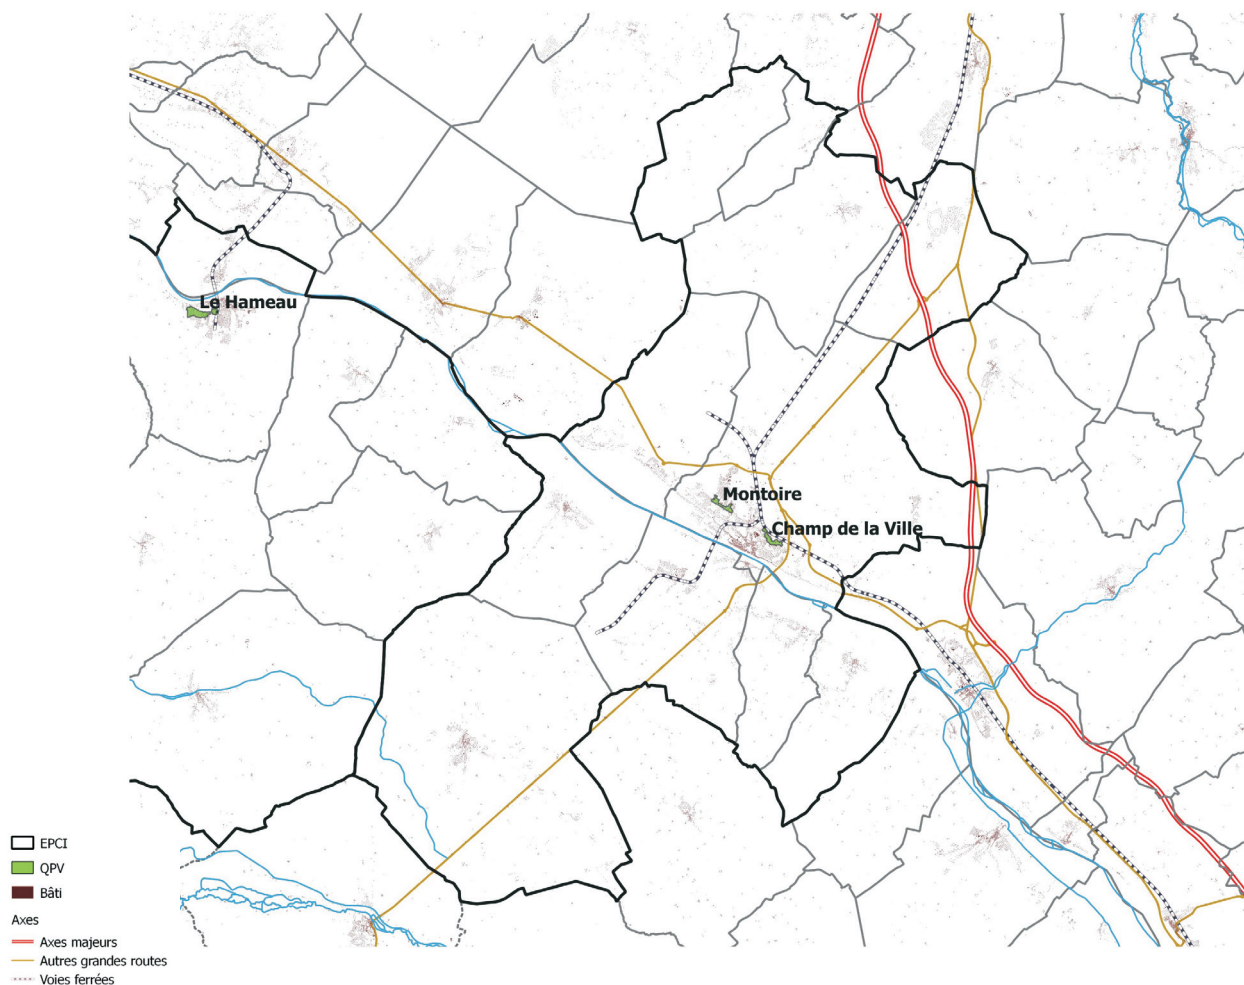 Le Hameau
Montoire
Champ de la Ville
EPCI
QPV
Bâti
Axes
Axes majeurs
Autres grandes routes
Voies ferrées